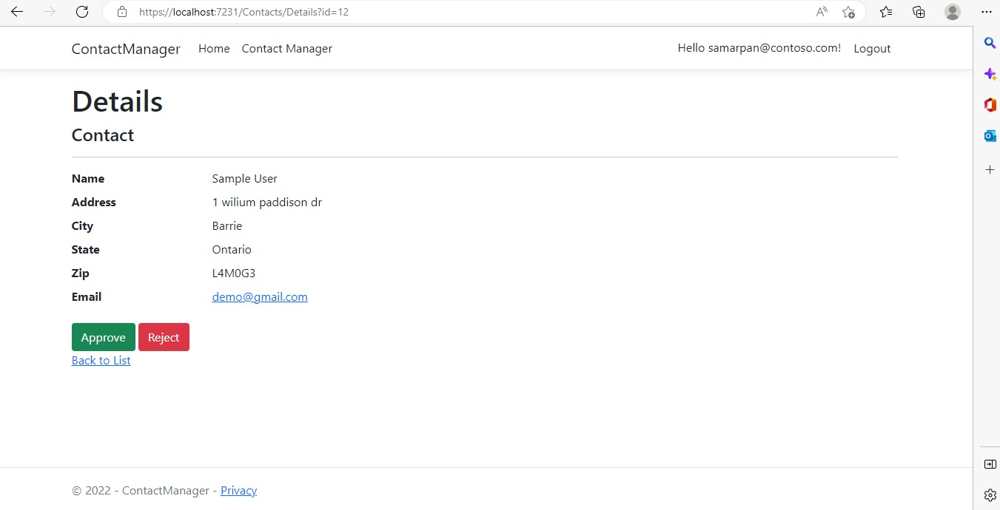 https://localhost:7231/Contacts/Details?id=12
ContactManager Home Contact Manager Hello samarpan@contoso.com! Logout
Details
Contact
Name Sample User
Address 1 wilium paddison dr
City Barrie
State Ontario
Zip L4M0G3
Email demo@gmail.com
Approve Reject
Back to List
© 2022 - ContactManager - Privacy